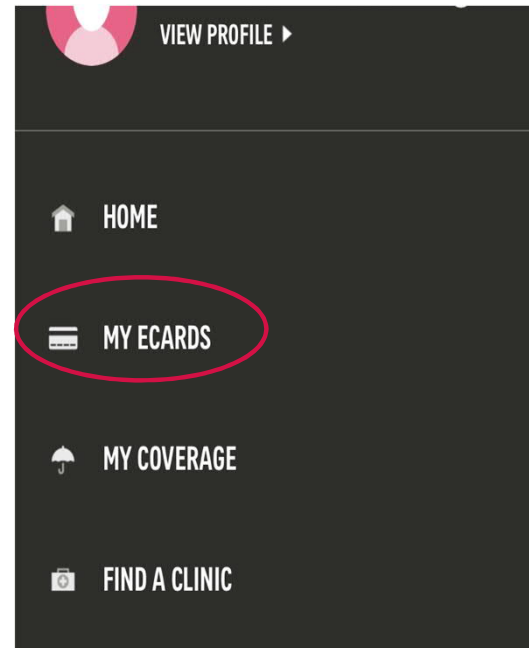 VIEW PROFILE
HOME
MY ECARDS
MY COVERAGE
FIND A CLINIC